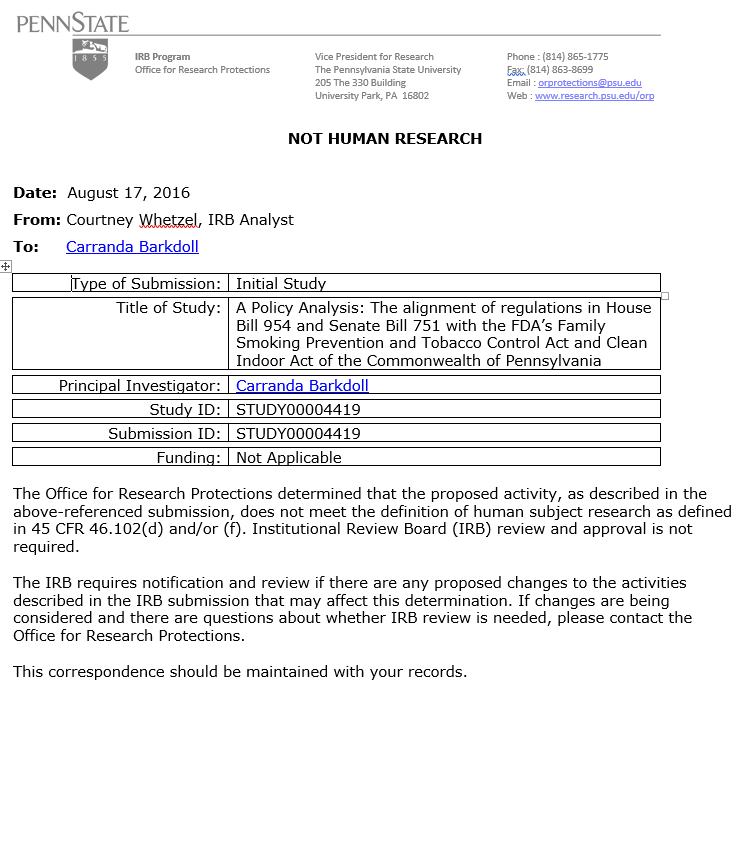 PENNSTATE
1 8 5 5
IRB Program
Office for Research Protections
Vice President for Research
The Pennsylvania State University
205 The 330 Building
University Park, PA  16802
Phone : (814) 865-1775
Fax: (814) 863-8699
Email : orprotections@psu.edu
Web : www.research.psu.edu/orp
NOT HUMAN RESEARCH
Date: August 17, 2016
From: Courtney Whetzel, IRB Analyst
To: Carranda Barkdoll
Type of Submission: Initial Study
Title of Study: A Policy Analysis: The alignment of regulations in House
Bill 954 and Senate Bill 751 with the FDA’s Family
Smoking Prevention and Tobacco Control Act and Clean
Indoor Act of the Commonwealth of Pennsylvania
Principal Investigator: Carranda Barkdoll
Study ID: STUDY00004419
Submission ID: STUDY00004419
Funding: Not Applicable
The Office for Research Protections determined that the proposed activity, as described in the
above-referenced submission, does not meet the definition of human subject research as defined
in 45 CFR 46.102(d) and/or (f). Institutional Review Board (IRB) review and approval is not
required.
The IRB requires notification and review if there are any proposed changes to the activities
described in the IRB submission that may affect this determination. If changes are being
considered and there are questions about whether IRB review is needed, please contact the
Office for Research Protections.
This correspondence should be maintained with your records.